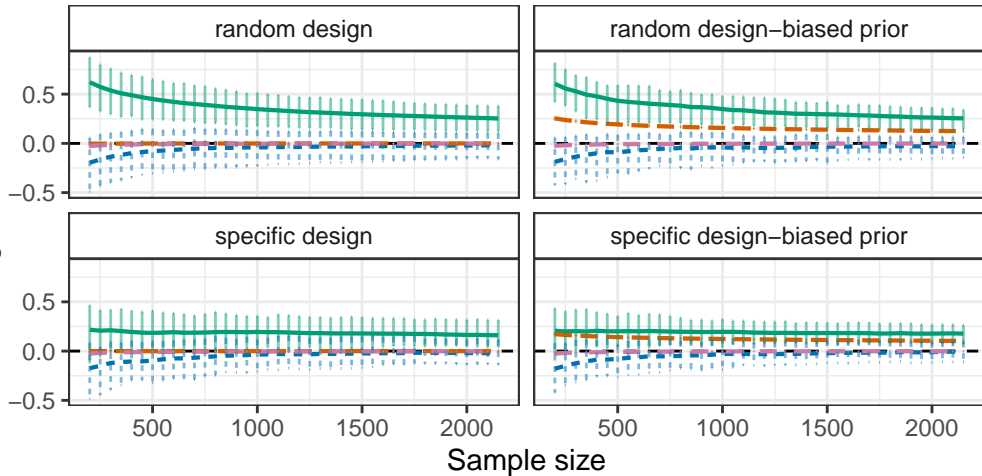 random design
random design−biased prior
0.5
0.0
−0.5
specific design
specific design−biased prior
0.5
0.0
−0.5
500 1000 1500 2000 500 1000 1500 2000
Sample size